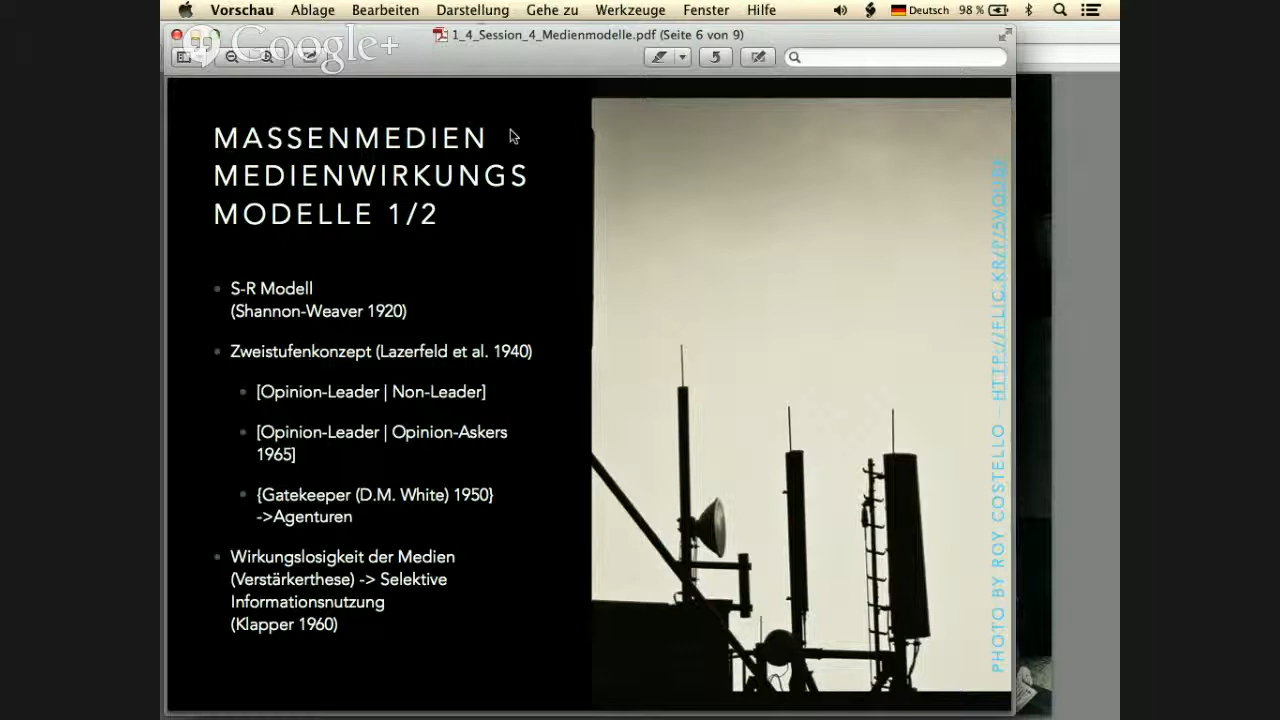 Vorschau Ablage Bearbeiten Darstellung Gehe zu Werkzeuge Fenster Hilfe Deutsch 98 %
Google+
1_4_Session_4_Medienmodelle.pdf (Seite 6 von 9)
MASSENMEDIEN
MEDIENWIRKUNGS
MODELLE 1/2
S-R Modell
(Shannon-Weaver 1920)
Zweistufenkonzept (Lazerfeld et al. 1940)
[Opinion-Leader | Non-Leader]
[Opinion-Leader | Opinion-Askers
1965]
{Gatekeeper (D.M. White) 1950}
->Agenturen
Wirkungslosigkeit der Medien
(Verstärkerthese) -> Selektive
Informationsnutzung
(Klapper 1960)
PHOTO BY ROY COSTELLO –